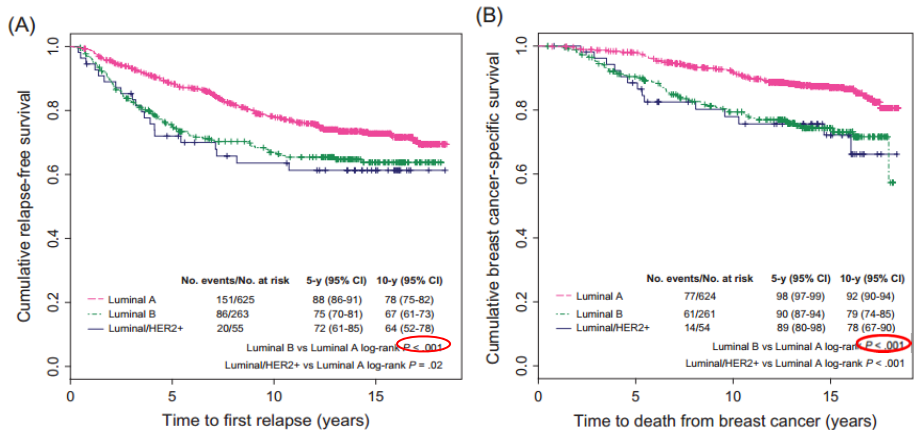 (A)
Cumulative relapse-free survival
1.0
0.8
0.6
0.4
0.2
0.0
No. events/No. at risk 5-y (95% CI) 10-y (95% CI)
Luminal A 151/625 88 (86-91) 78 (75-82)
Luminal B 86/263 75 (70-81) 67 (61-73)
Luminal/HER2+ 20/55 72 (61-85) 64 (52-78)
Luminal B vs Luminal A log-rank P < .001
Luminal/HER2+ vs Luminal A log-rank P = .02
0 5 10 15
Time to first relapse (years)
(B)
Cumulative breast cancer-specific survival
1.0
0.8
0.6
0.4
0.2
0.0
No. events/No. at risk 5-y (95% CI) 10-y (95% CI)
Luminal A 77/624 98 (97-99) 92 (90-94)
Luminal B 61/261 90 (87-94) 79 (74-85)
Luminal/HER2+ 14/54 89 (80-98) 78 (67-90)
Luminal B vs Luminal A log-rank P < .001
Luminal/HER2+ vs Luminal A log-rank P < .001
0 5 10 15
Time to death from breast cancer (years)